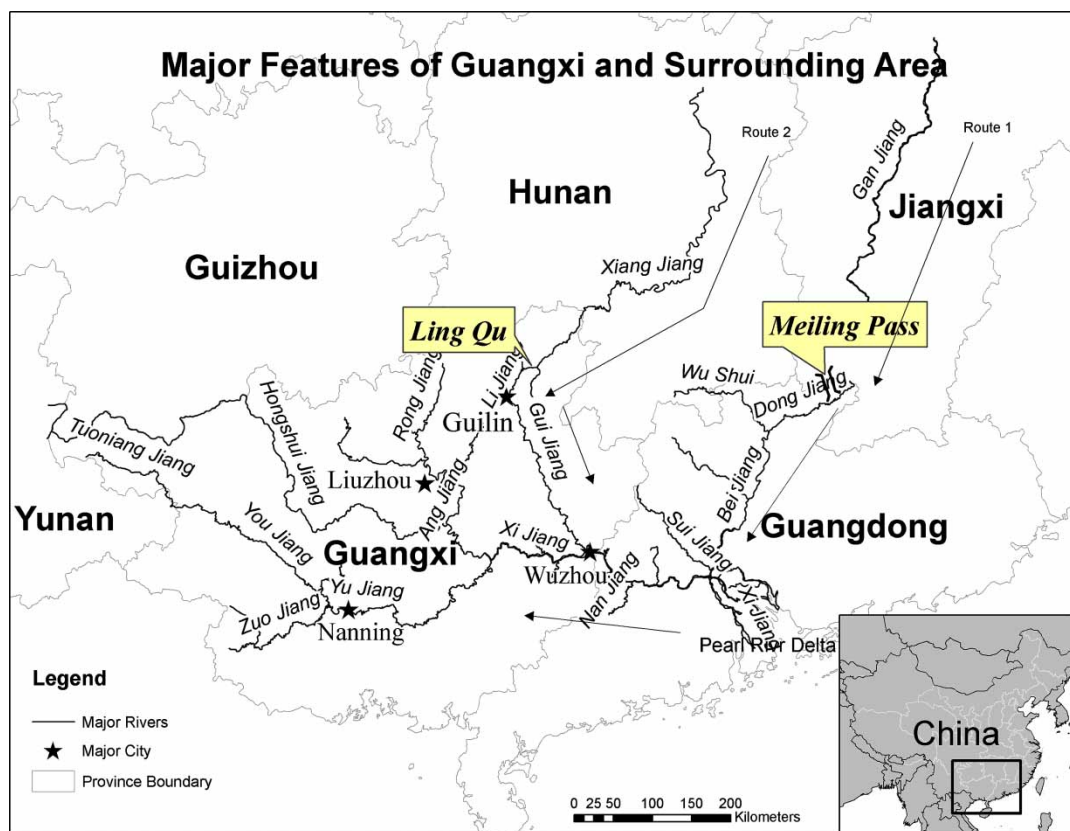 Major Features of Guangxi and Surrounding Area
Route 2
Route 1
Gan Jiang
Hunan
Jiangxi
Guizhou
Xiang Jiang
Ling Qu
Meiling Pass
Wu Shui
Dong Jiang
Li Jiang
Rong Jiang
Guilin
Gui Jiang
Hongshui Jiang
Tuoniang Jiang
Liuzhou
Ang Jiang
Bei Jiang
Yunan
You Jiang
Guangxi
Xi Jiang
Sui Jiang
Guangdong
Wuzhou
Nan Jiang
Yu Jiang
Zuo Jiang
Nanning
Xi Jiang
Pearl Rivr Delta
Legend
Major Rivers
Major City
Province Boundary
0 25 50 100 150 200
Kilometers
China